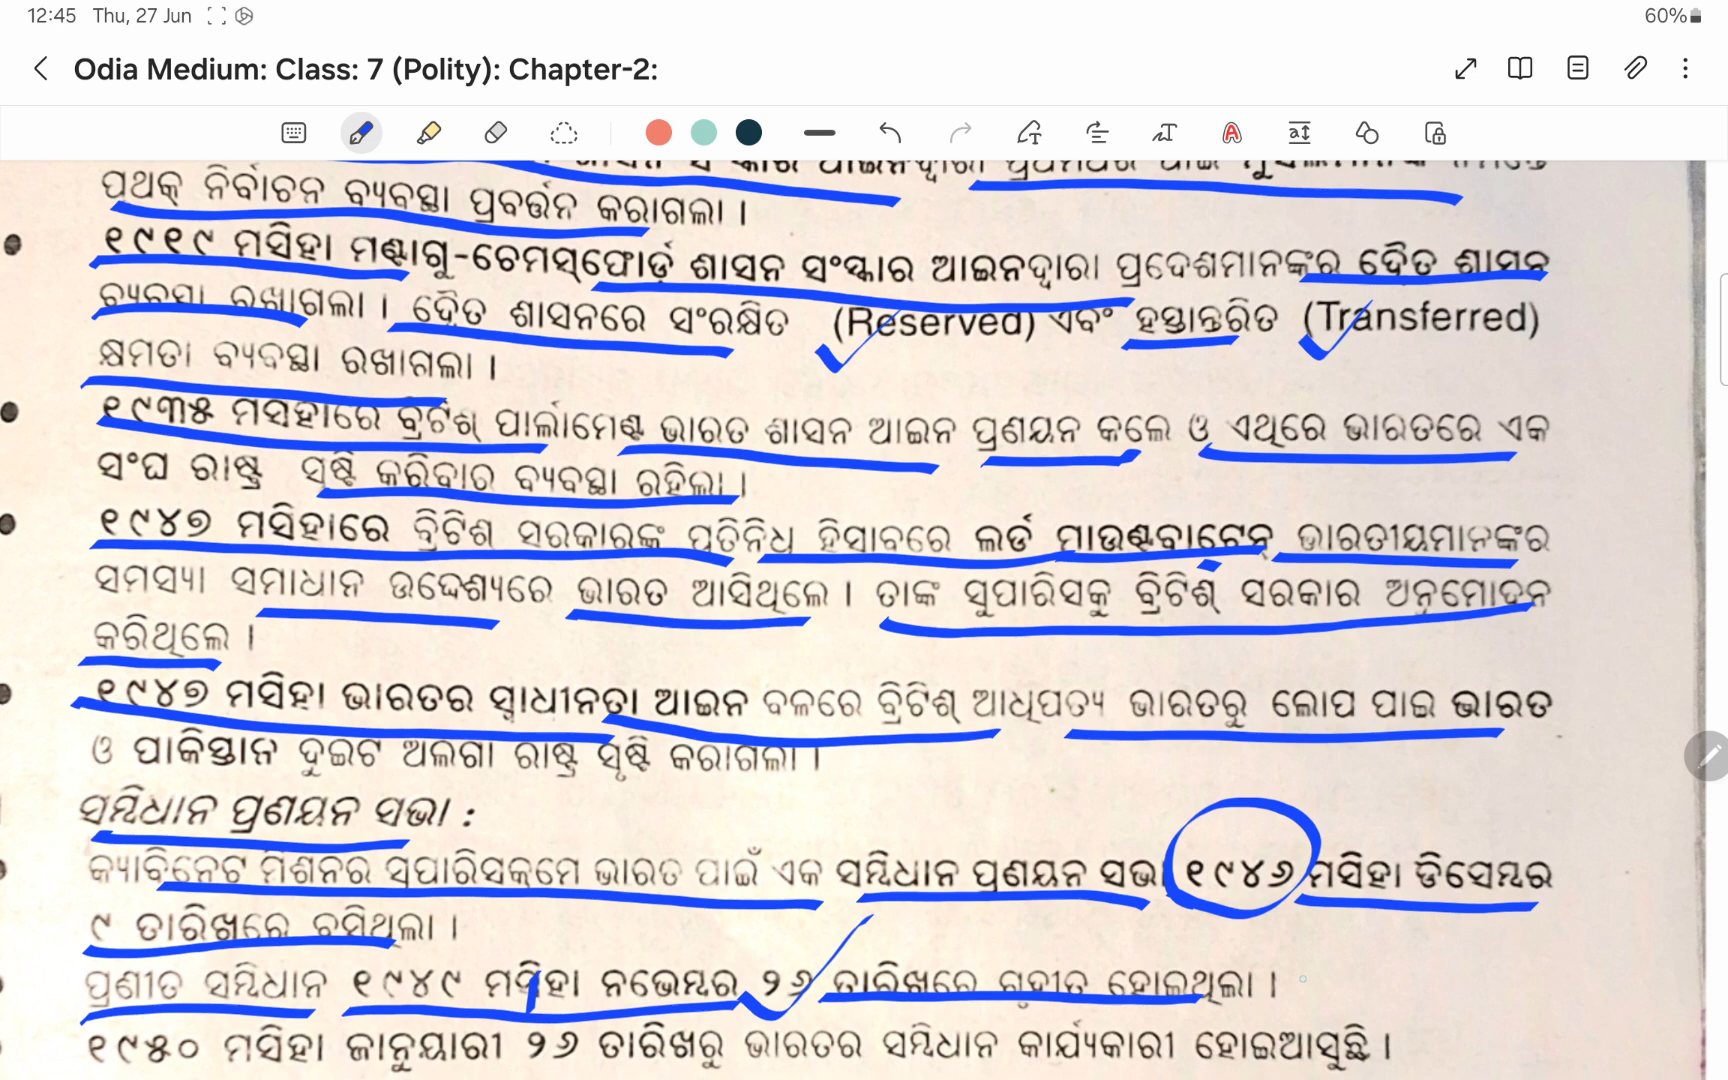 12:45 Thu, 27 Jun 60%
Odia Medium: Class: 7 (Polity): Chapter-2:
ପୃଥକ୍ ନିର୍ବାଚନ ବ୍ୟବସ୍ଥା ପ୍ରବର୍ତ୍ତନ କରାଗଲା ।
୧୯୧୯ ମସିହା ମଣ୍ଟାଗୁ-ଚେମସ୍‌ଫୋର୍ଡ଼ ଶାସନ ସଂସ୍କାର ଆଇନଦ୍ୱାରା ପ୍ରଦେଶମାନଙ୍କର ଦ୍ୱୈତ ଶାସନ
ବ୍ୟବସ୍ଥା ରଖାଗଲା । ଦ୍ୱୈତ ଶାସନରେ ସଂରକ୍ଷିତ (Reserved) ଏବଂ ହସ୍ତାନ୍ତରିତ (Transferred)
କ୍ଷମତା ବ୍ୟବସ୍ଥା ରଖାଗଲା ।
୧୯୩୫ ମସିହାରେ ବ୍ରିଟିଶ୍ ପାର୍ଲାମେଣ୍ଟ ଭାରତ ଶାସନ ଆଇନ ପ୍ରଣୟନ କଲେ ଓ ଏଥିରେ ଭାରତରେ ଏକ
ସଂଘ ରାଷ୍ଟ୍ର ସୃଷ୍ଟି କରିବାର ବ୍ୟବସ୍ଥା ରହିଲା ।
୧୯୪୭ ମସିହାରେ ବ୍ରିଟିଶ ସରକାରଙ୍କ ପ୍ରତିନିଧି ହିସାବରେ ଲର୍ଡ ମାଉଣ୍ଟବାଟେନ୍ ଭାରତୀୟମାନଙ୍କର
ସମସ୍ୟା ସମାଧାନ ଉଦ୍ଦେଶ୍ୟରେ ଭାରତ ଆସିଥିଲେ । ତାଙ୍କ ସୁପାରିସକୁ ବ୍ରିଟିଶ୍ ସରକାର ଅନୁମୋଦନ
କରିଥିଲେ ।
୧୯୪୭ ମସିହା ଭାରତର ସ୍ୱାଧୀନତା ଆଇନ ବଳରେ ବ୍ରିଟିଶ୍ ଆଧିପତ୍ୟ ଭାରତରୁ ଲୋପ ପାଇ ଭାରତ
ଓ ପାକିସ୍ତାନ ଦୁଇଟି ଅଲଗା ରାଷ୍ଟ୍ର ସୃଷ୍ଟି କରାଗଲା ।
ସମ୍ବିଧାନ ପ୍ରଣୟନ ସଭା :
କ୍ୟାବିନେଟ ମିଶନର ସୁପାରିସକ୍ରମେ ଭାରତ ପାଇଁ ଏକ ସମ୍ବିଧାନ ପ୍ରଣୟନ ସଭା ୧୯୪୬ ମସିହା ଡିସେମ୍ବର
୯ ତାରିଖରେ ବସିଥିଲା ।
ପ୍ରଣୀତ ସମ୍ବିଧାନ ୧୯୪୯ ମସିହା ନଭେମ୍ବର ୨୬ ତାରିଖରେ ଗୃହୀତ ହୋଇଥିଲା ।
୧୯୫୦ ମସିହା ଜାନୁୟାରୀ ୨୬ ତାରିଖରୁ ଭାରତର ସମ୍ବିଧାନ କାର୍ଯ୍ୟକାରୀ ହୋଇଆସୁଛି ।